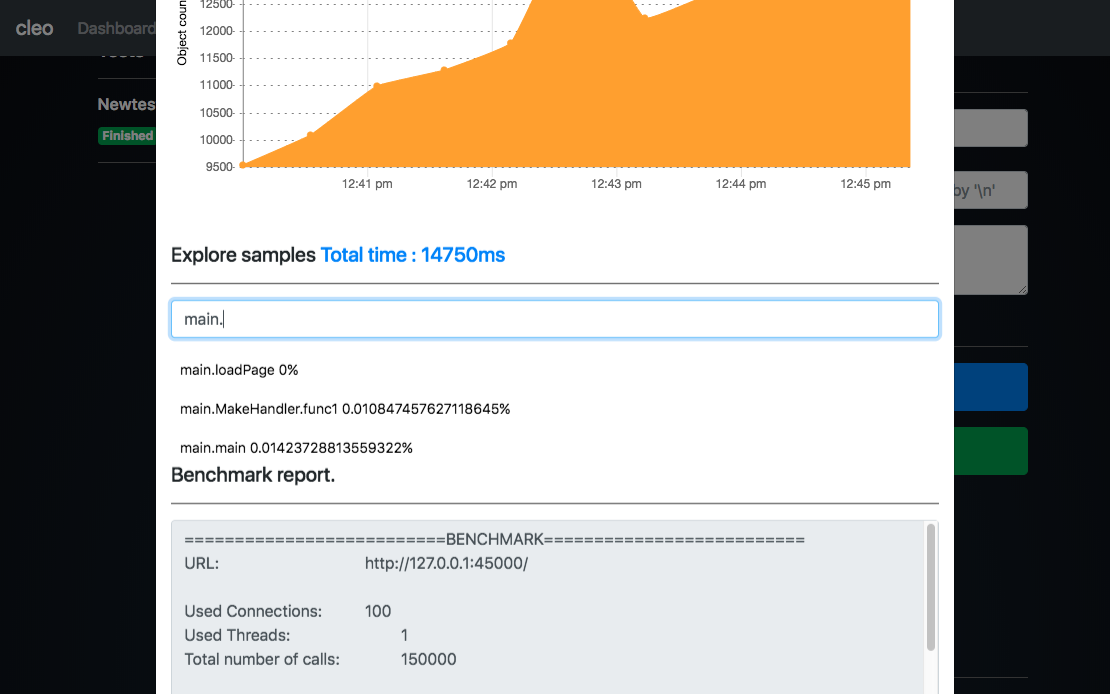 cleo Dashboard
Newtes
Finished
Object coun
12500
12000
11500
11000
10500
10000
9500
12:41 pm 12:42 pm 12:43 pm 12:44 pm 12:45 pm
by '\n'
Explore samples Total time : 14750ms
main.
main.loadPage 0%
main.MakeHandler.func1 0.010847457627118645%
main.main 0.01423728813559322%
Benchmark report.
==========================BENCHMARK==========================
URL: http://127.0.0.1:45000/
Used Connections: 100
Used Threads: 1
Total number of calls: 150000